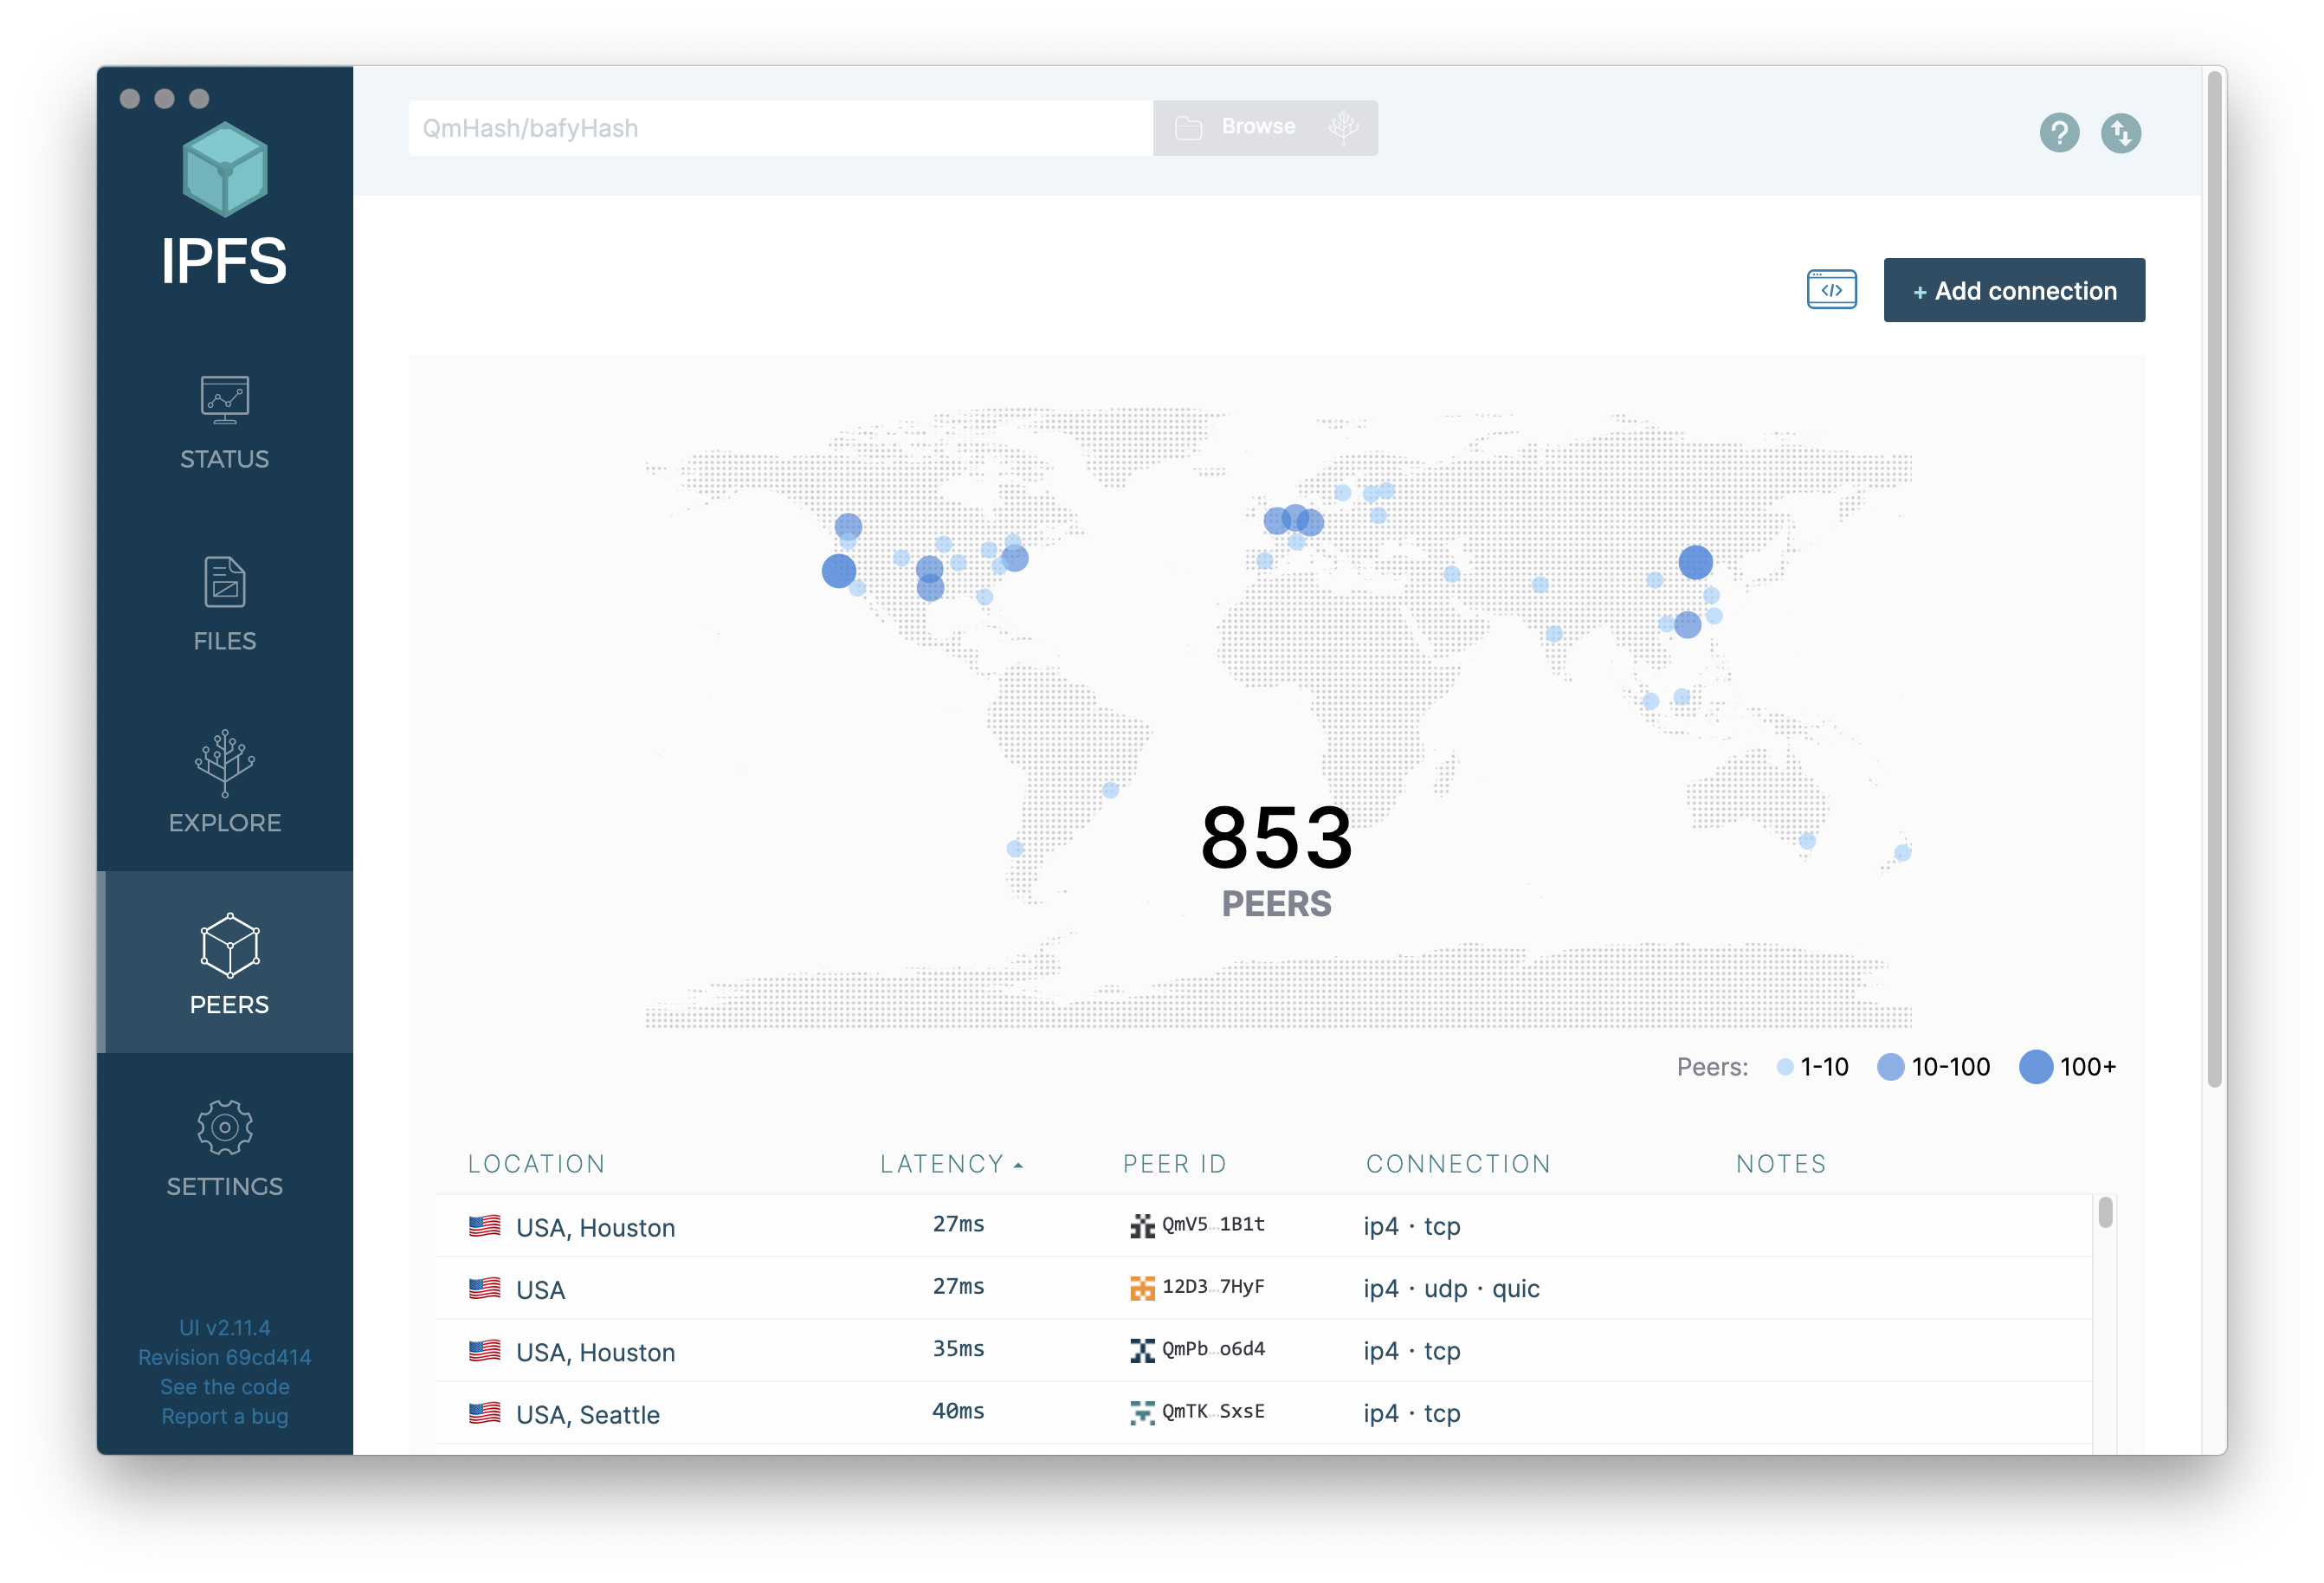 IPFS
STATUS
FILES
EXPLORE
PEERS
SETTINGS
UI v2.11.4
Revision 69cd414
See the code
Report a bug
QmHash/bafyHash
Browse
?
</>
+ Add connection
853
PEERS
Peers: 1-10 10-100 100+
LOCATION LATENCY PEER ID CONNECTION NOTES
USA, Houston 27ms QmV5…1B1t ip4 · tcp
USA 27ms 12D3…7HyF ip4 · udp · quic
USA, Houston 35ms QmPb…o6d4 ip4 · tcp
USA, Seattle 40ms QmTK…SxsE ip4 · tcp